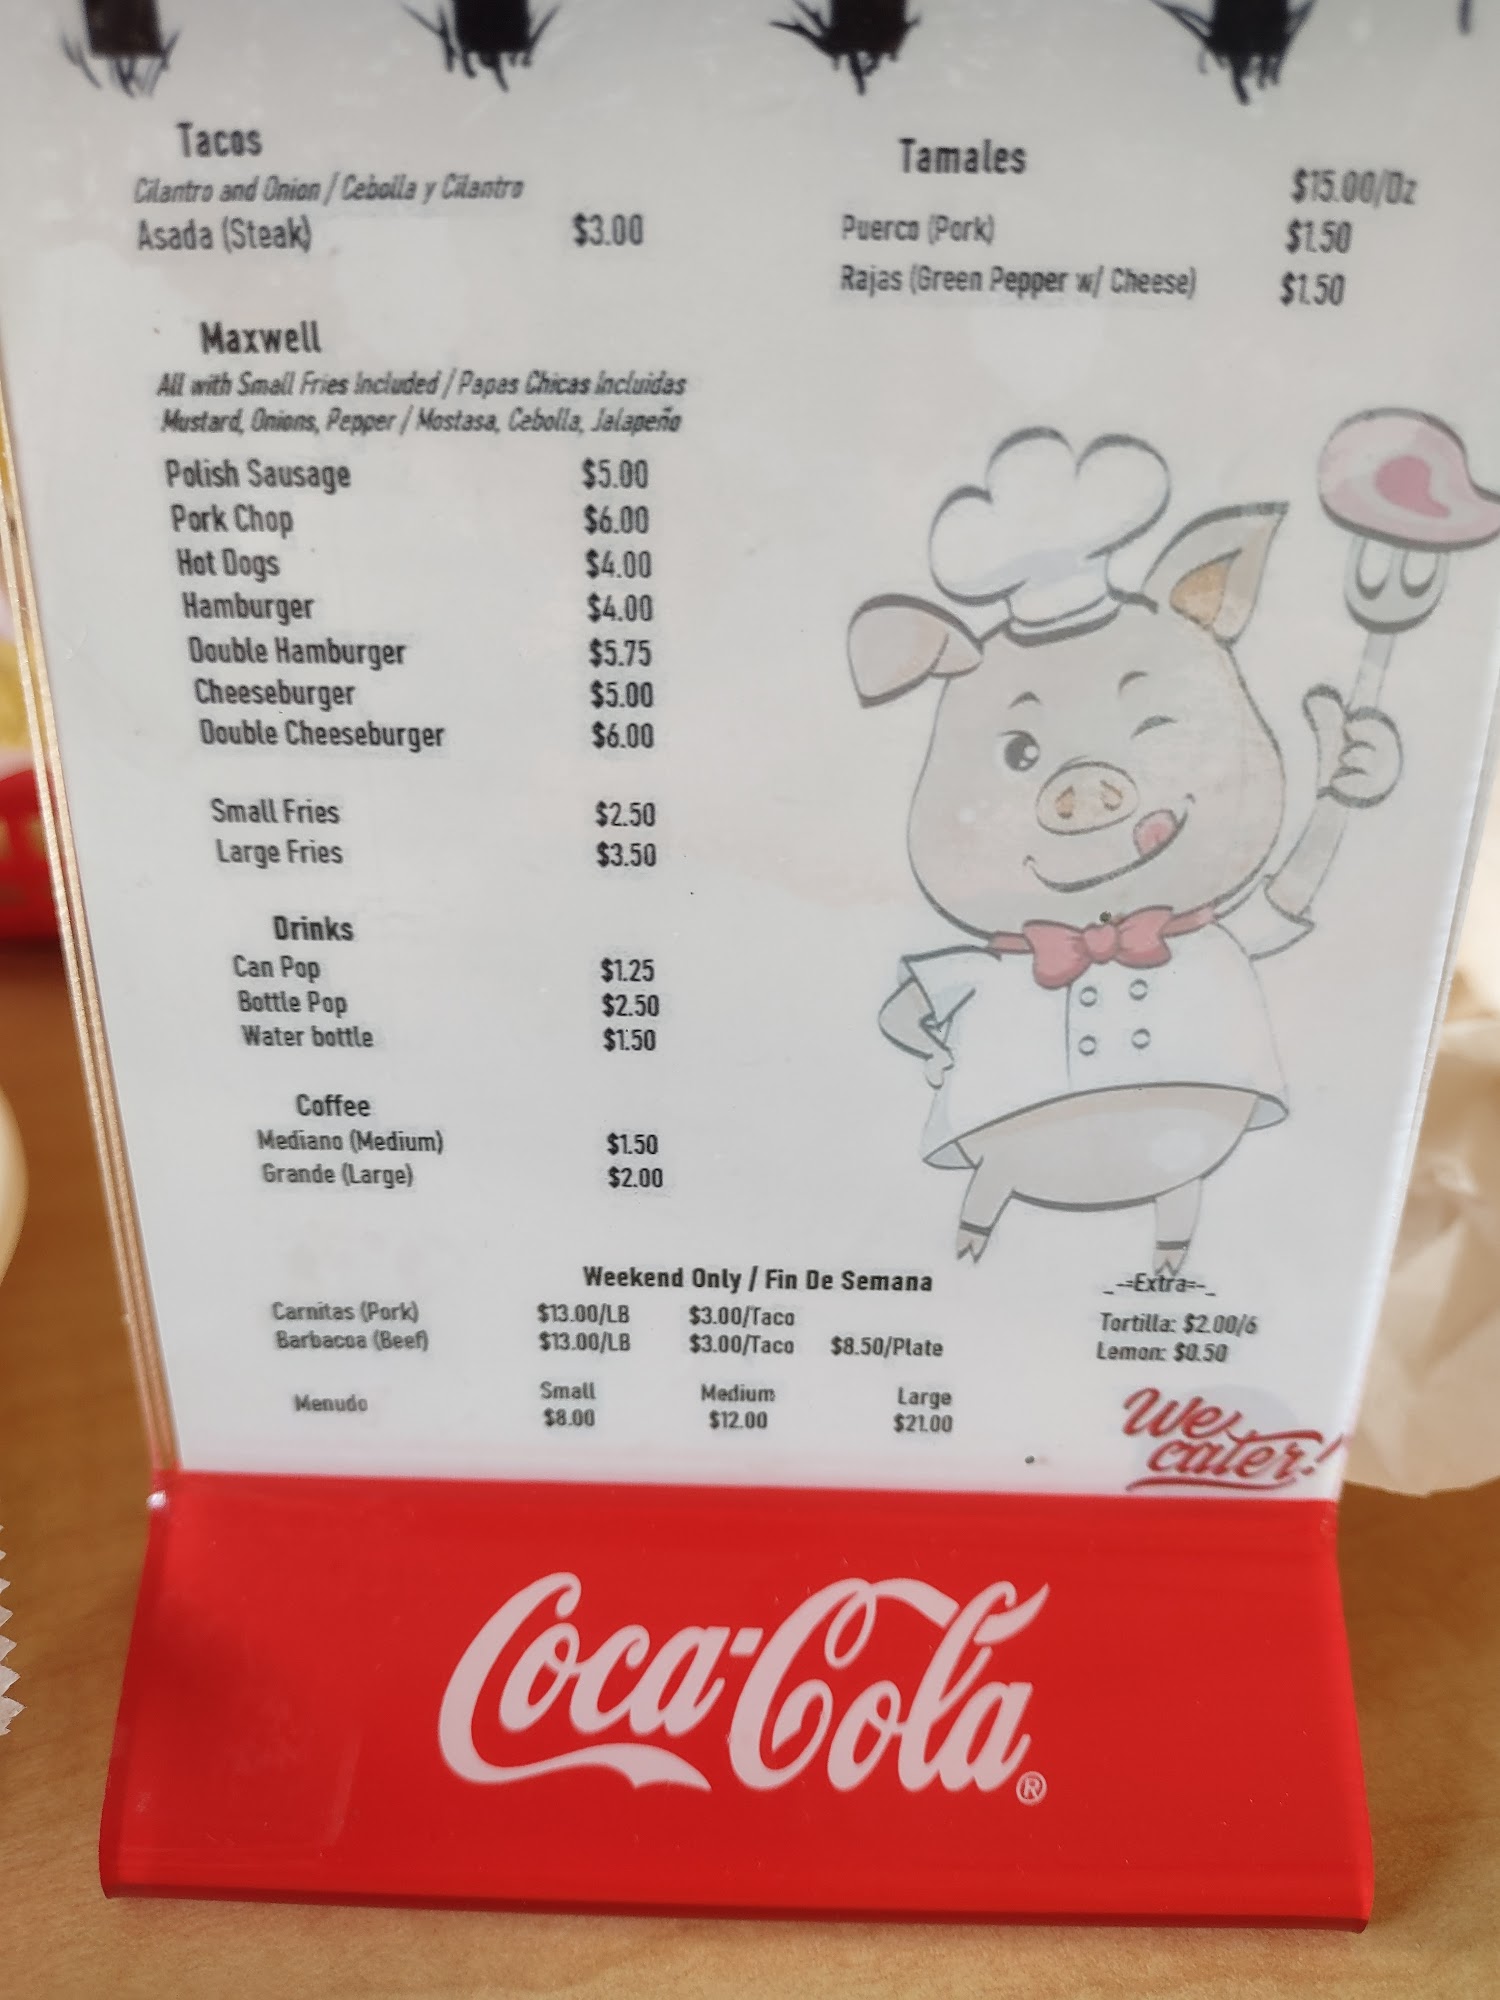 Tacos
Cilantro and Onion / Cebolla y Cilantro
Asada (Steak) $3.00
Tamales
$15.00/Dz
Puerco (Pork) $1.50
Rajas (Green Pepper w/ Cheese) $1.50
Maxwell
All with Small Fries Included / Papas Chicas Incluidas
Mustard, Onions, Pepper / Mostasa, Cebolla, Jalapeño
Polish Sausage $5.00
Pork Chop $6.00
Hot Dogs $4.00
Hamburger $4.00
Double Hamburger $5.75
Cheeseburger $5.00
Double Cheeseburger $6.00
Small Fries $2.50
Large Fries $3.50
Drinks
Can Pop $1.25
Bottle Pop $2.50
Water bottle $1.50
Coffee
Mediano (Medium) $1.50
Grande (Large) $2.00
Weekend Only / Fin De Semana
Carnitas (Pork) $13.00/LB $3.00/Taco
Barbacoa (Beef) $13.00/LB $3.00/Taco $8.50/Plate
Small Medium Large
Menudo $8.00 $12.00 $21.00
_-=Extra=-_
Tortilla: $2.00/6
Lemon: $0.50
We
cater!
Coca-Cola®